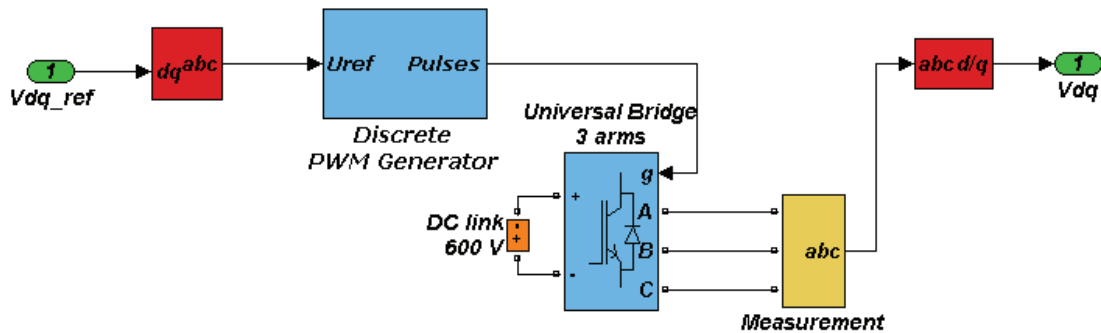 1
Vdq_ref
dq abc
Uref Pulses
Discrete
PWM Generator
Universal Bridge
3 arms
g
A
B
C
+
-
DC link
600 V
+
-
abc
Measurement
abc d/q
1
Vdq